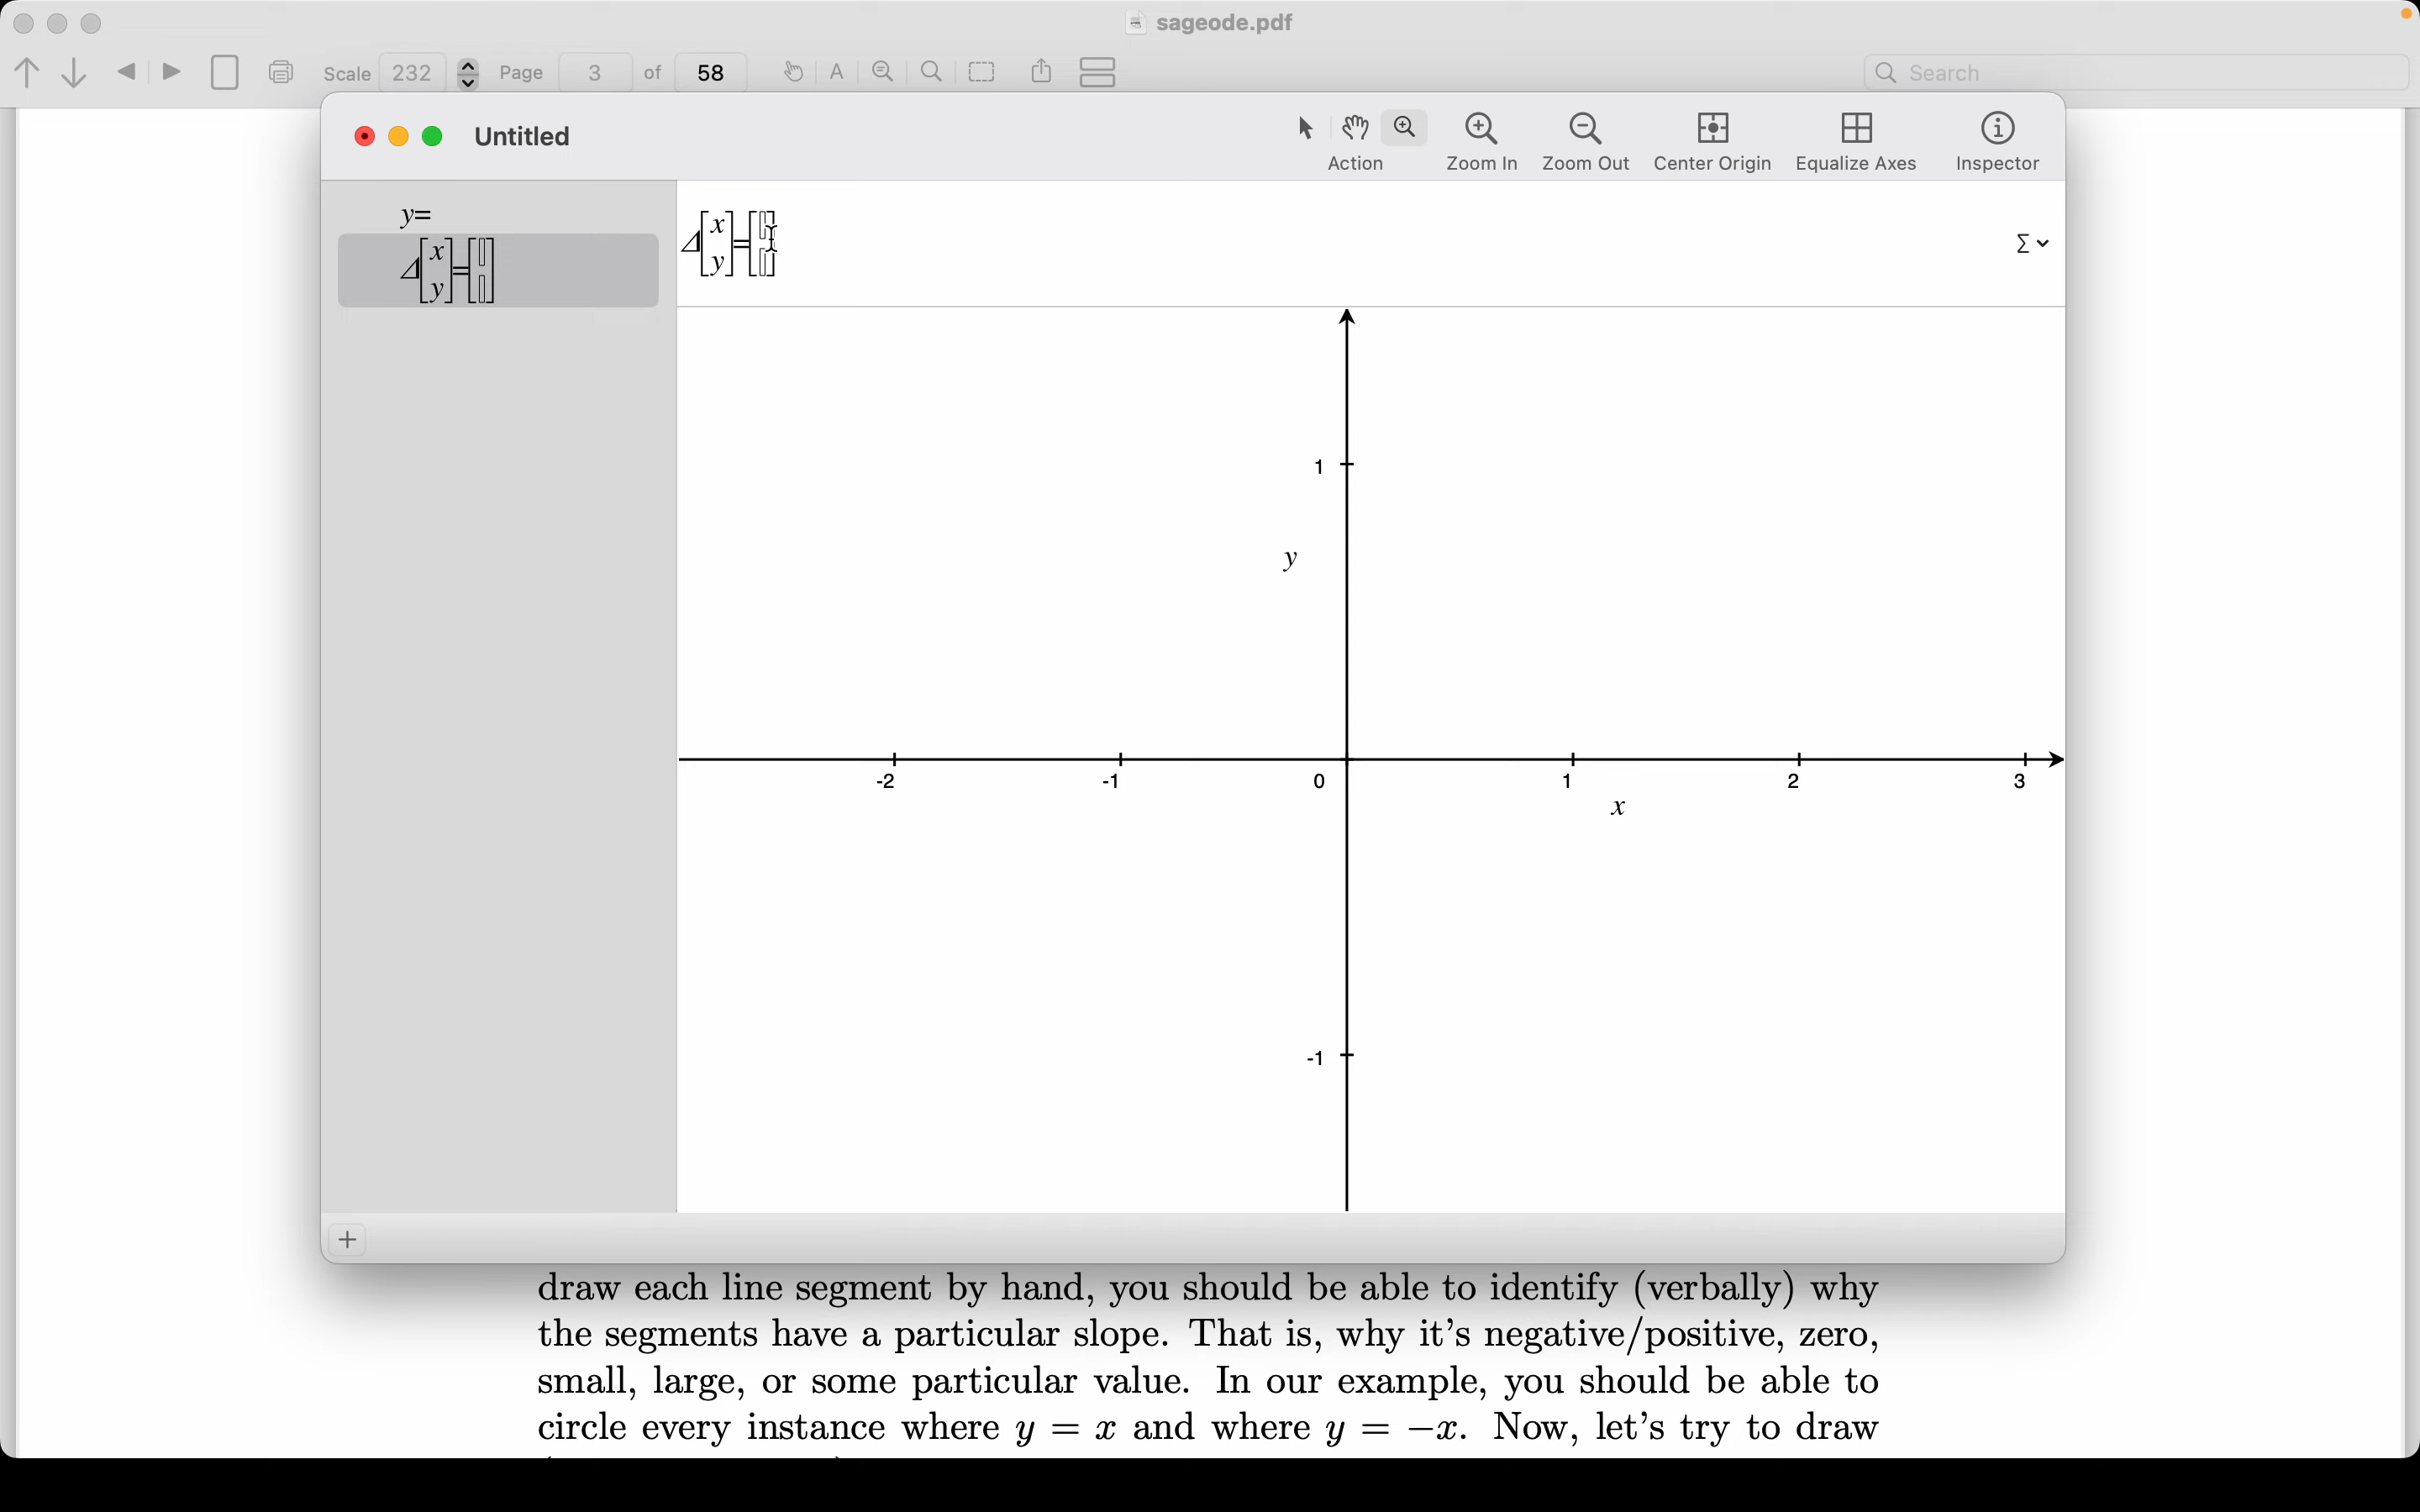 sageode.pdf
Scale 232 Page 3 of 58 A Search
Untitled
Action Zoom In Zoom Out Center Origin Equalize Axes Inspector
y=
Δ[x y]=[ ]
Δ[x y]=[ ]
Σ
1
y
-2 -1 0 1 2 3
x
-1
draw each line segment by hand, you should be able to identify (verbally) why
the segments have a particular slope. That is, why it's negative/positive, zero,
small, large, or some particular value. In our example, you should be able to
circle every instance where y = x and where y = −x. Now, let's try to draw